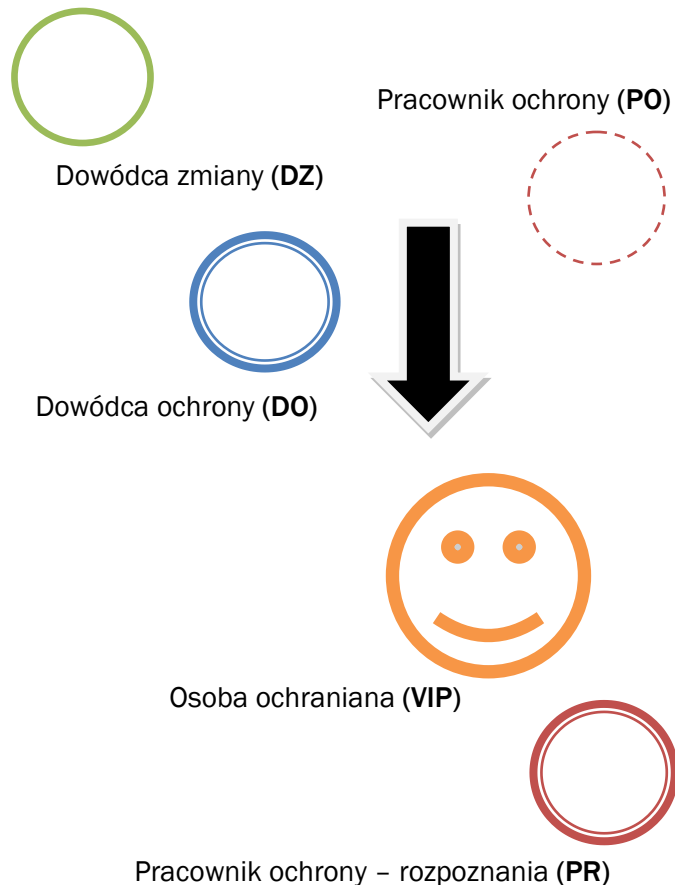 Pracownik ochrony (PO)
Dowódca zmiany (DZ)
Dowódca ochrony (DO)
Osoba ochraniana (VIP)
Pracownik ochrony – rozpoznania (PR)